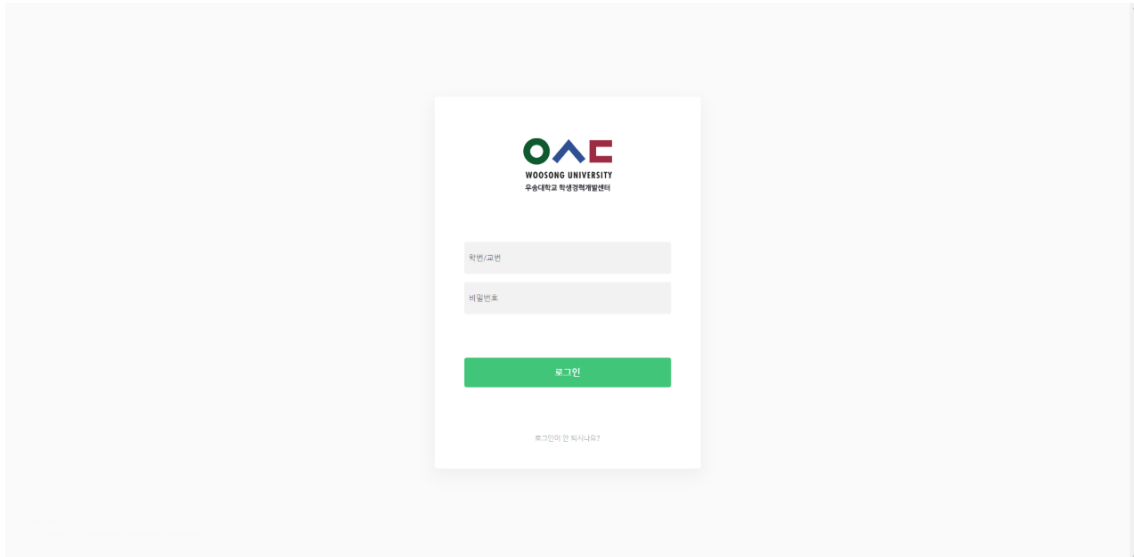 WOOSONG UNIVERSITY
우송대학교 학생경력개발센터
학번/교번
비밀번호
로그인
로그인이 안 되시나요?